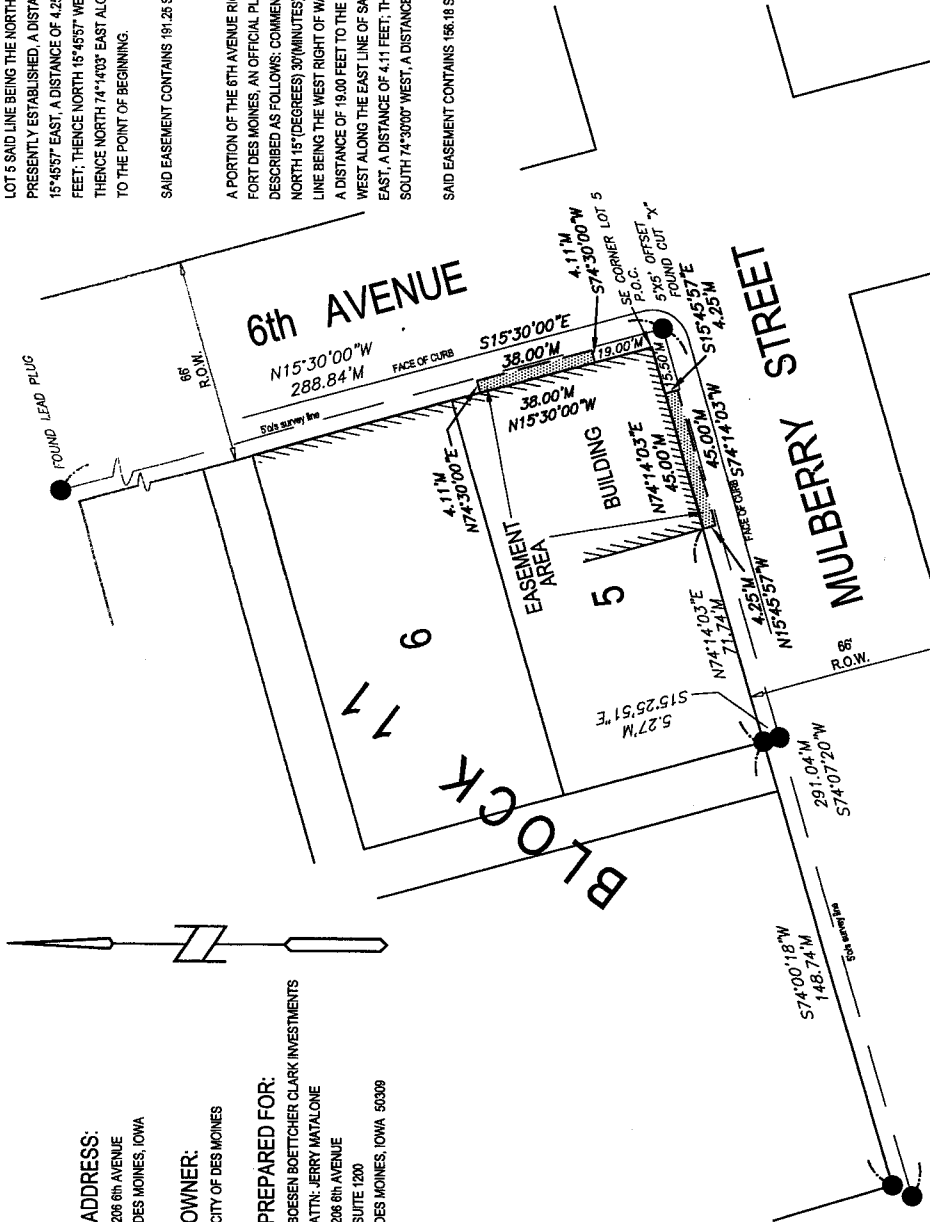 LOT 5 SAID LINE BEING THE NORTH
PRESENTLY ESTABLISHED, A DISTA
15°45'57" EAST, A DISTANCE OF 4.25
FEET; THENCE NORTH 15°45'57" WE
THENCE NORTH 74°14'03" EAST ALO
TO THE POINT OF BEGINNING.
SAID EASEMENT CONTAINS 191.25 S
A PORTION OF THE 6TH AVENUE RI
FORT DES MOINES, AN OFFICIAL PL
DESCRIBED AS FOLLOWS: COMMEN
NORTH 15°(DEGREES) 30'(MINUTES)
LINE BEING THE WEST RIGHT OF WA
A DISTANCE OF 19.00 FEET TO THE
WEST ALONG THE EAST LINE OF SA
EAST, A DISTANCE OF 4.11 FEET; TH
SOUTH 74°30'00" WEST, A DISTANCE
SAID EASEMENT CONTAINS 156.18 S
FOUND LEAD PLUG
66'
R.O.W.
6th AVENUE
N15°30'00"W
288.84'M
FACE OF CURB
5'o/s survey line
S15°30'00"E
38.00'M
38.00'M
N15°30'00"W
4.11'M
S74°30'00"W
SE CORNER LOT 5
P.O.C.
5'X5' OFFSET
FOUND CUT "X"
19.00'M
15.50'M
S15°45'57"E
4.25'M
4.11'M
N74°30'00"E
EASEMENT
AREA
BUILDING
N74°14'03"E
45.00'M
45.00'M
S74°14'03"W
FACE OF CURB
4.25'M
N15°45'57"W
MULBERRY STREET
66'
R.O.W.
BLOCK 11
6
5
N74°14'03"E
71.74'M
5.27'M
S15°25'51"E
291.04'M
S74°07'20"W
S74°00'18"W
148.74'M
5'o/s survey line
N
ADDRESS:
206 6th AVENUE
DES MOINES, IOWA
OWNER:
CITY OF DES MOINES
PREPARED FOR:
BOESEN BOETTCHER CLARK INVESTMENTS
ATTN: JERRY MATALONE
206 6th AVENUE
SUITE 1200
DES MOINES, IOWA 50309